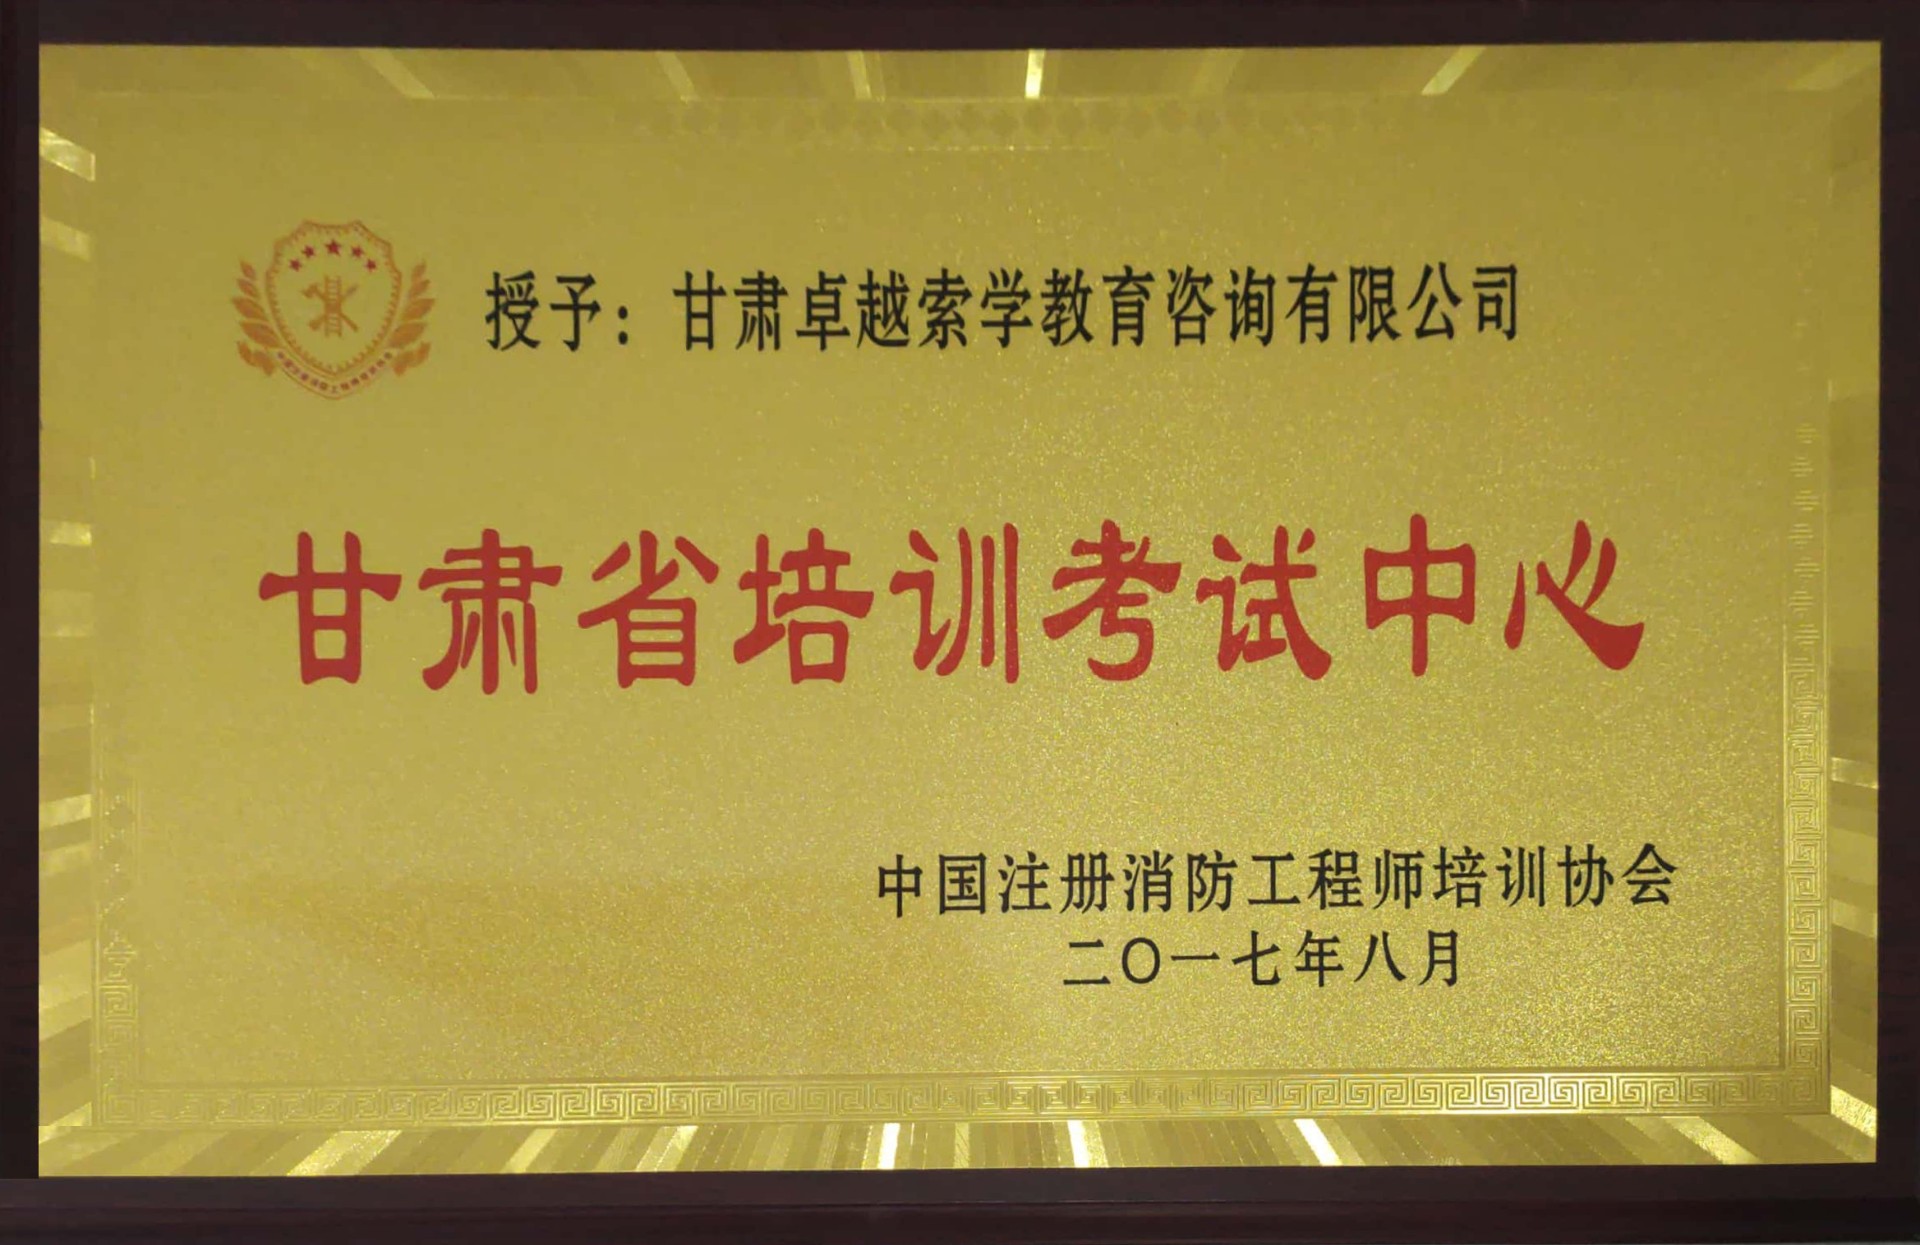 授予：甘肃卓越索学教育咨询有限公司
甘肃省培训考试中心
中国注册消防工程师培训协会
二〇一七年八月